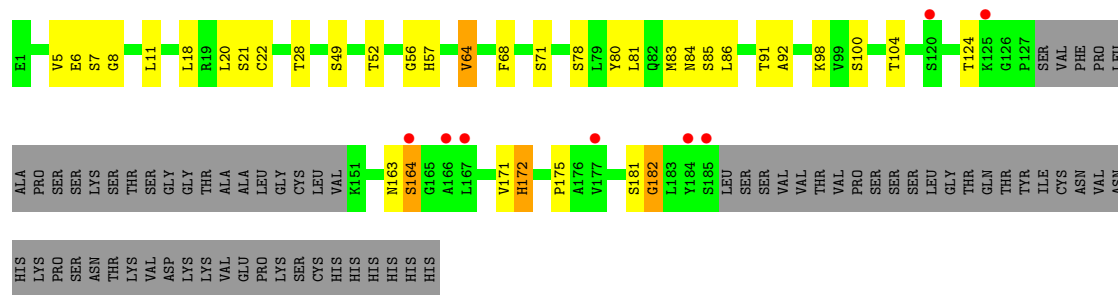 E1 V5 E6 S7 G8 L11 L18 R19 L20 S21 C22 T28 S49 T52 G56 H57 V64 F68 S71 S78 L79 Y80 L81 Q82 M83 N84 S85 L86 T91 A92 K98 V99 S100 T104 S120 T124 K125 G126 P127 SER VAL PHE PRO LEU
ALA PRO SER SER LYS SER THR SER GLY GLY THR ALA ALA LEU GLY CYS LEU VAL K151 N163 S164 G165 A166 L167 V171 H172 P175 A176 V177 S181 G182 L183 Y184 S185 LEU SER SER VAL VAL THR VAL PRO SER SER SER LEU GLY THR GLN THR TYR ILE CYS ASN VAL ASN
HIS LYS PRO SER ASN THR LYS VAL ASP LYS LYS VAL GLU PRO LYS SER CYS HIS HIS HIS HIS HIS HIS